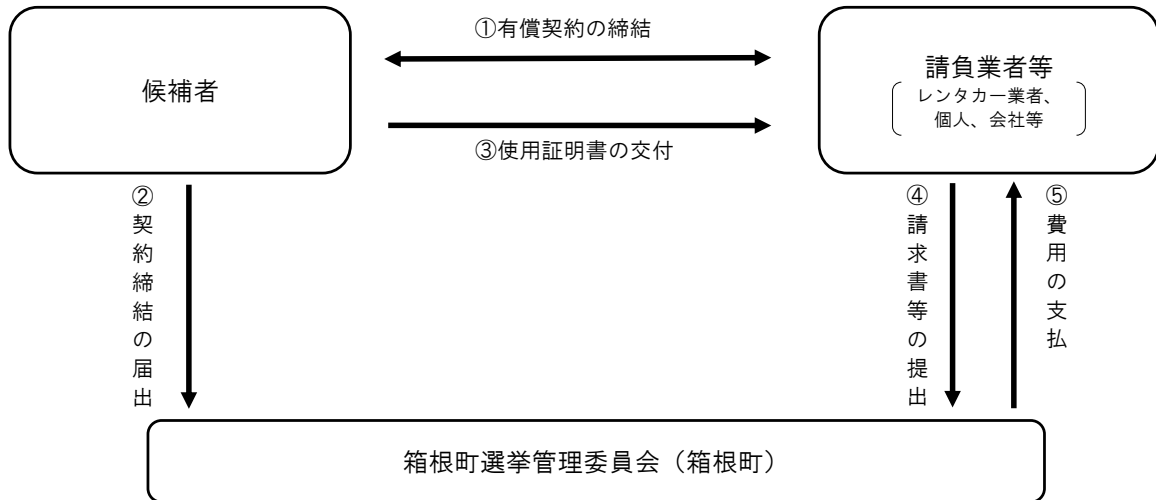 ①有償契約の締結
候補者
請負業者等
レンタカー業者、
個人、会社等
③使用証明書の交付
②契約締結の届出
④請求書等の提出
⑤費用の支払
箱根町選挙管理委員会（箱根町）